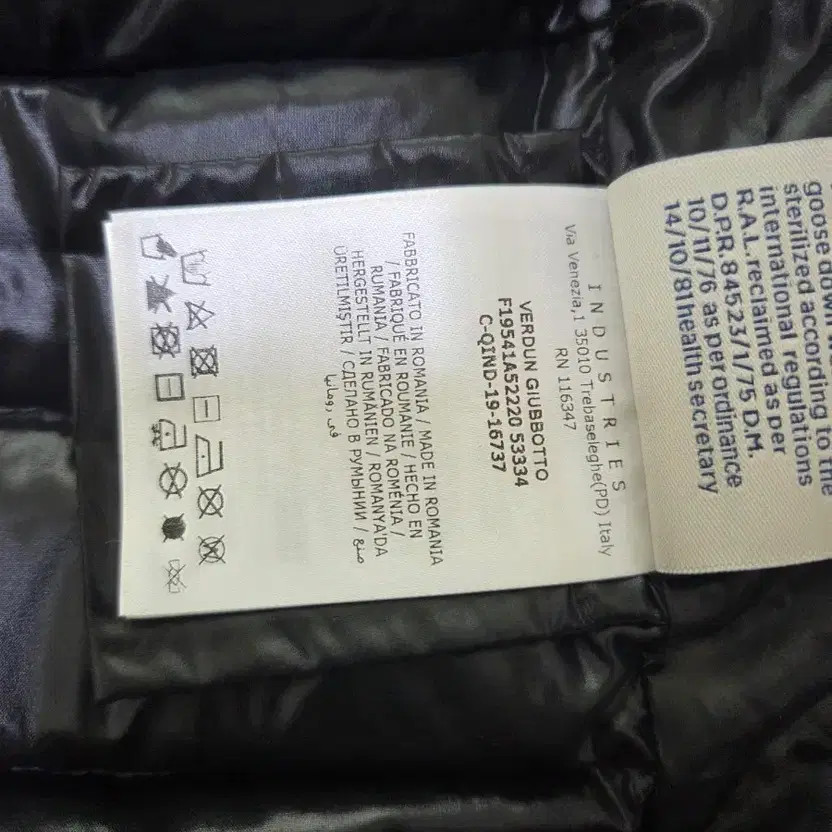 goose down
sterilized according to the
international regulations
R.A.L. reclaimed as per
D.P.R. 845 23/1/75 D.M.
10/11/76 as per ordinance
14/10/81 health secretary
INDUSTRIES
Via Venezia,1 35010 Trebaseleghe(PD) Italy
RN 116347
VERDUN GIUBBOTTO
F19541A52220 53334
C-QIND-19-16737
FABBRICATO IN ROMANIA / MADE IN ROMANIA
/ FABRIQUÉ EN ROUMANIE / HECHO EN
RUMANIA / FABRICADO NA ROMÉNIA /
HERGESTELLT IN RUMÄNIEN / ROMANYA'DA
ÜRETILMIŞTIR / СДЕЛАНО В РУМЫНИИ / صنع
في رومانيا